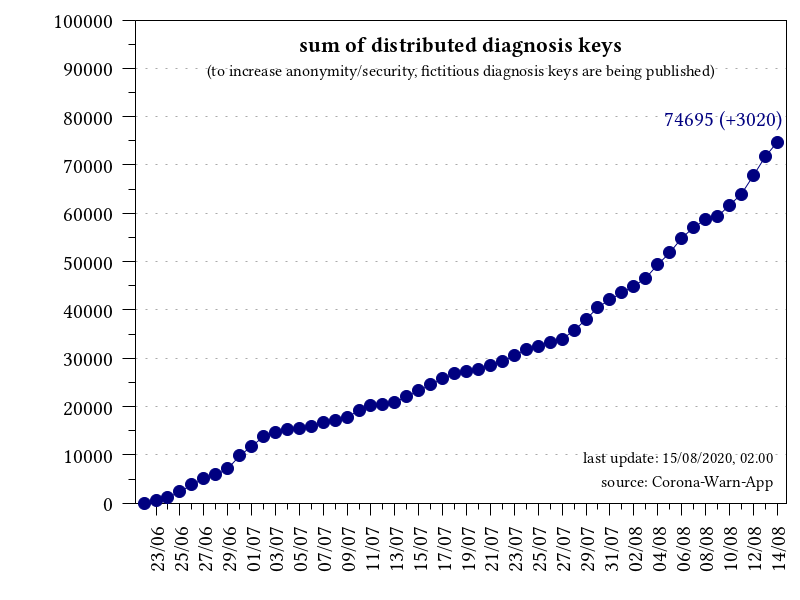 sum of distributed diagnosis keys
(to increase anonymity/security, fictitious diagnosis keys are being published)
74695 (+3020)
100000
90000
80000
70000
60000
50000
40000
30000
20000
10000
0
last update: 15/08/2020, 02.00
source: Corona-Warn-App
23/06 25/06 27/06 29/06 01/07 03/07 05/07 07/07 09/07 11/07 13/07 15/07 17/07 19/07 21/07 23/07 25/07 27/07 29/07 31/07 02/08 04/08 06/08 08/08 10/08 12/08 14/08